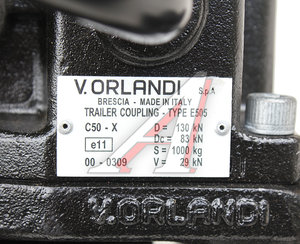 V.ORLANDI S.p.A
BRESCIA - MADE IN ITALY
TRAILER COUPLING - TYPE E505
C50 - X D = 130 kN
Dc = 83 kN
e11 S = 1000 kg
00 - 0309 V = 29 kN
V.ORLANDI